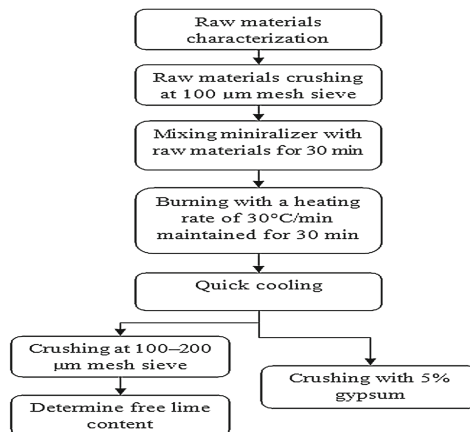 Raw materials
characterization
Raw materials crushing
at 100 µm mesh sieve
Mixing miniralizer with
raw materials for 30 min
Burning with a heating
rate of 30°C/min
maintained for 30 min
Quick cooling
Crushing at 100–200
µm mesh sieve
Crushing with 5%
gypsum
Determine free lime
content